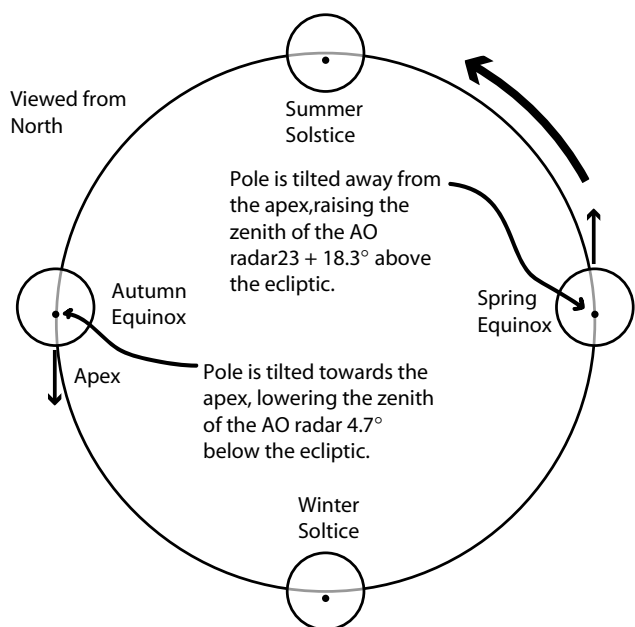 Viewed from
North
Summer
Solstice
Pole is tilted away from
the apex,raising the
zenith of the AO
radar23 + 18.3° above
the ecliptic.
Autumn
Equinox
Spring
Equinox
Apex
Pole is tilted towards the
apex, lowering the zenith
of the AO radar 4.7°
below the ecliptic.
Winter
Soltice